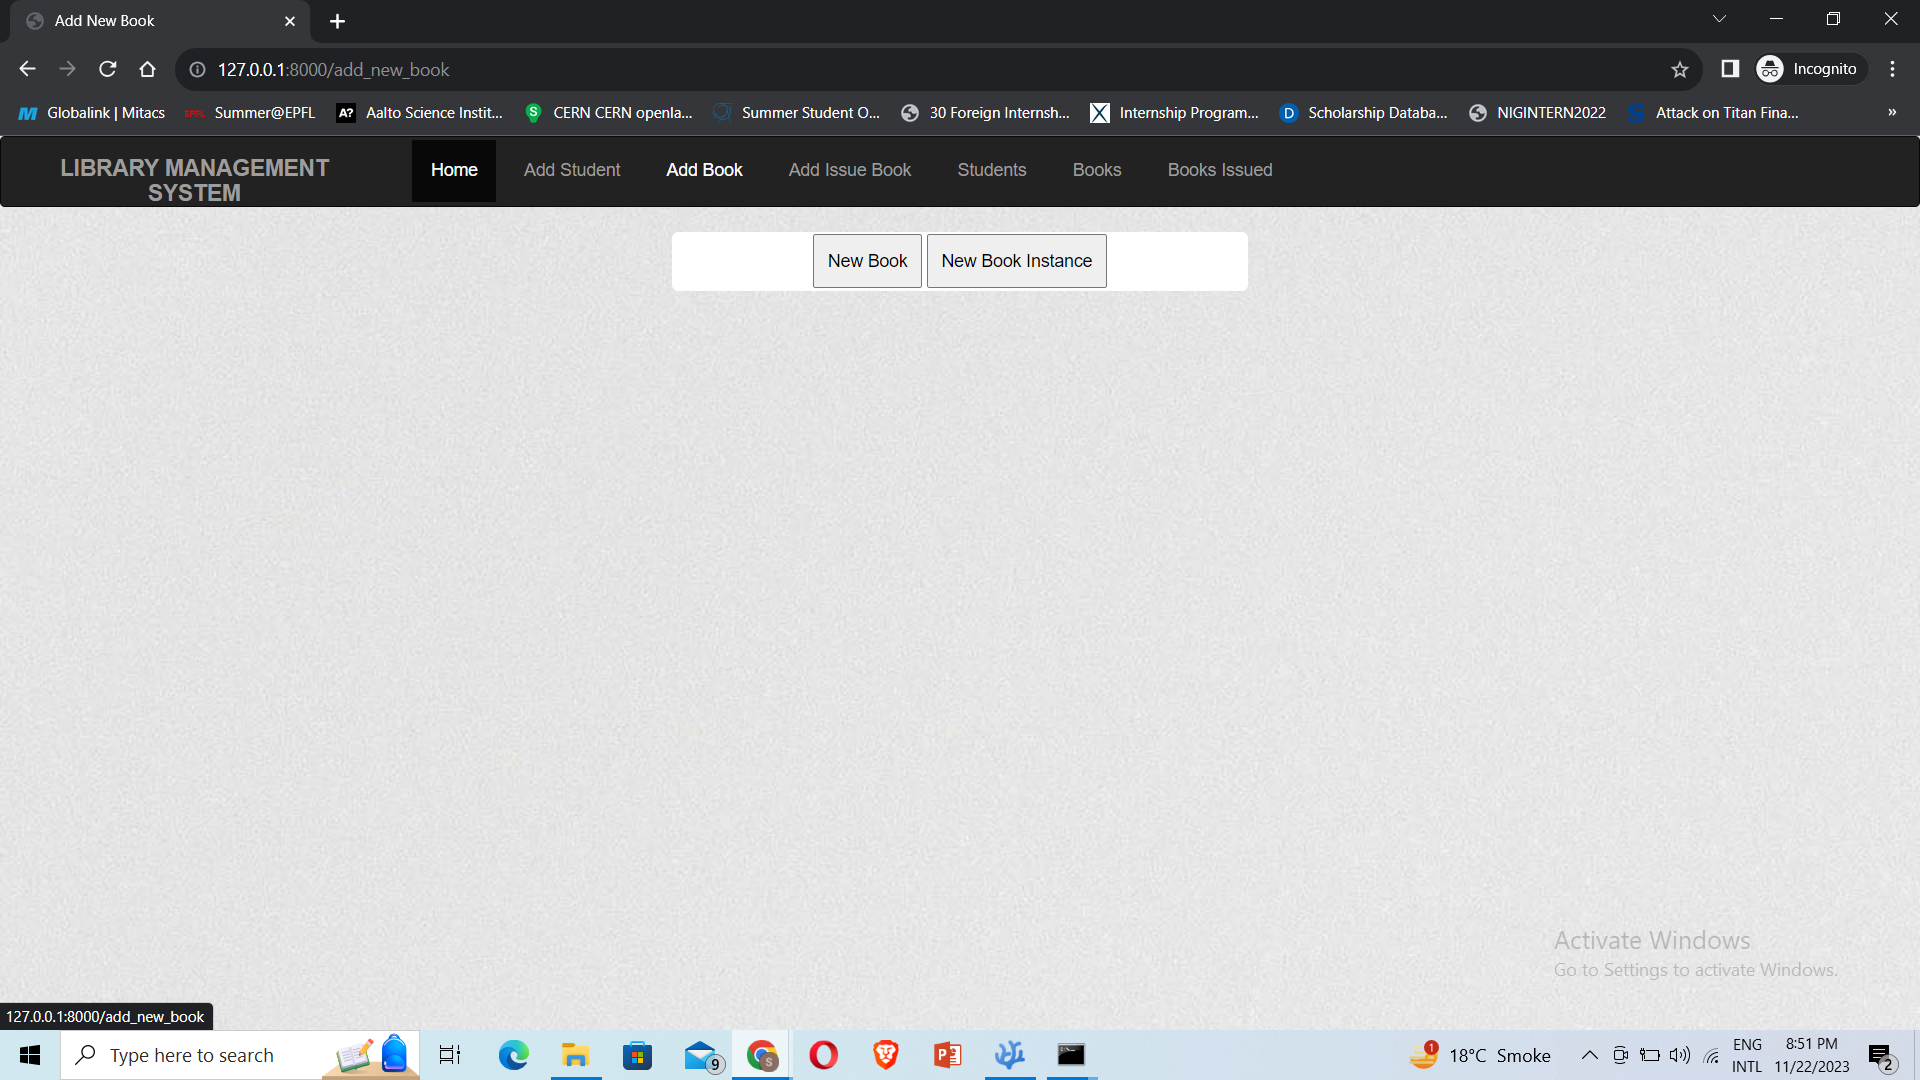 Add New Book
127.0.0.1:8000/add_new_book
Incognito
Globalink | Mitacs
EPFL
Summer@EPFL
A?
Aalto Science Instit...
S
CERN CERN openla...
Summer Student O...
30 Foreign Internsh...
Internship Program...
D
Scholarship Databa...
NIGINTERN2022
S
Attack on Titan Fina...
»
LIBRARY MANAGEMENT
SYSTEM
Home
Add Student
Add Book
Add Issue Book
Students
Books
Books Issued
New Book
New Book Instance
Activate Windows
Go to Settings to activate Windows.
127.0.0.1:8000/add_new_book
Type here to search
9
S
P
1
18°C Smoke
ENG
INTL
8:51 PM
11/22/2023
2